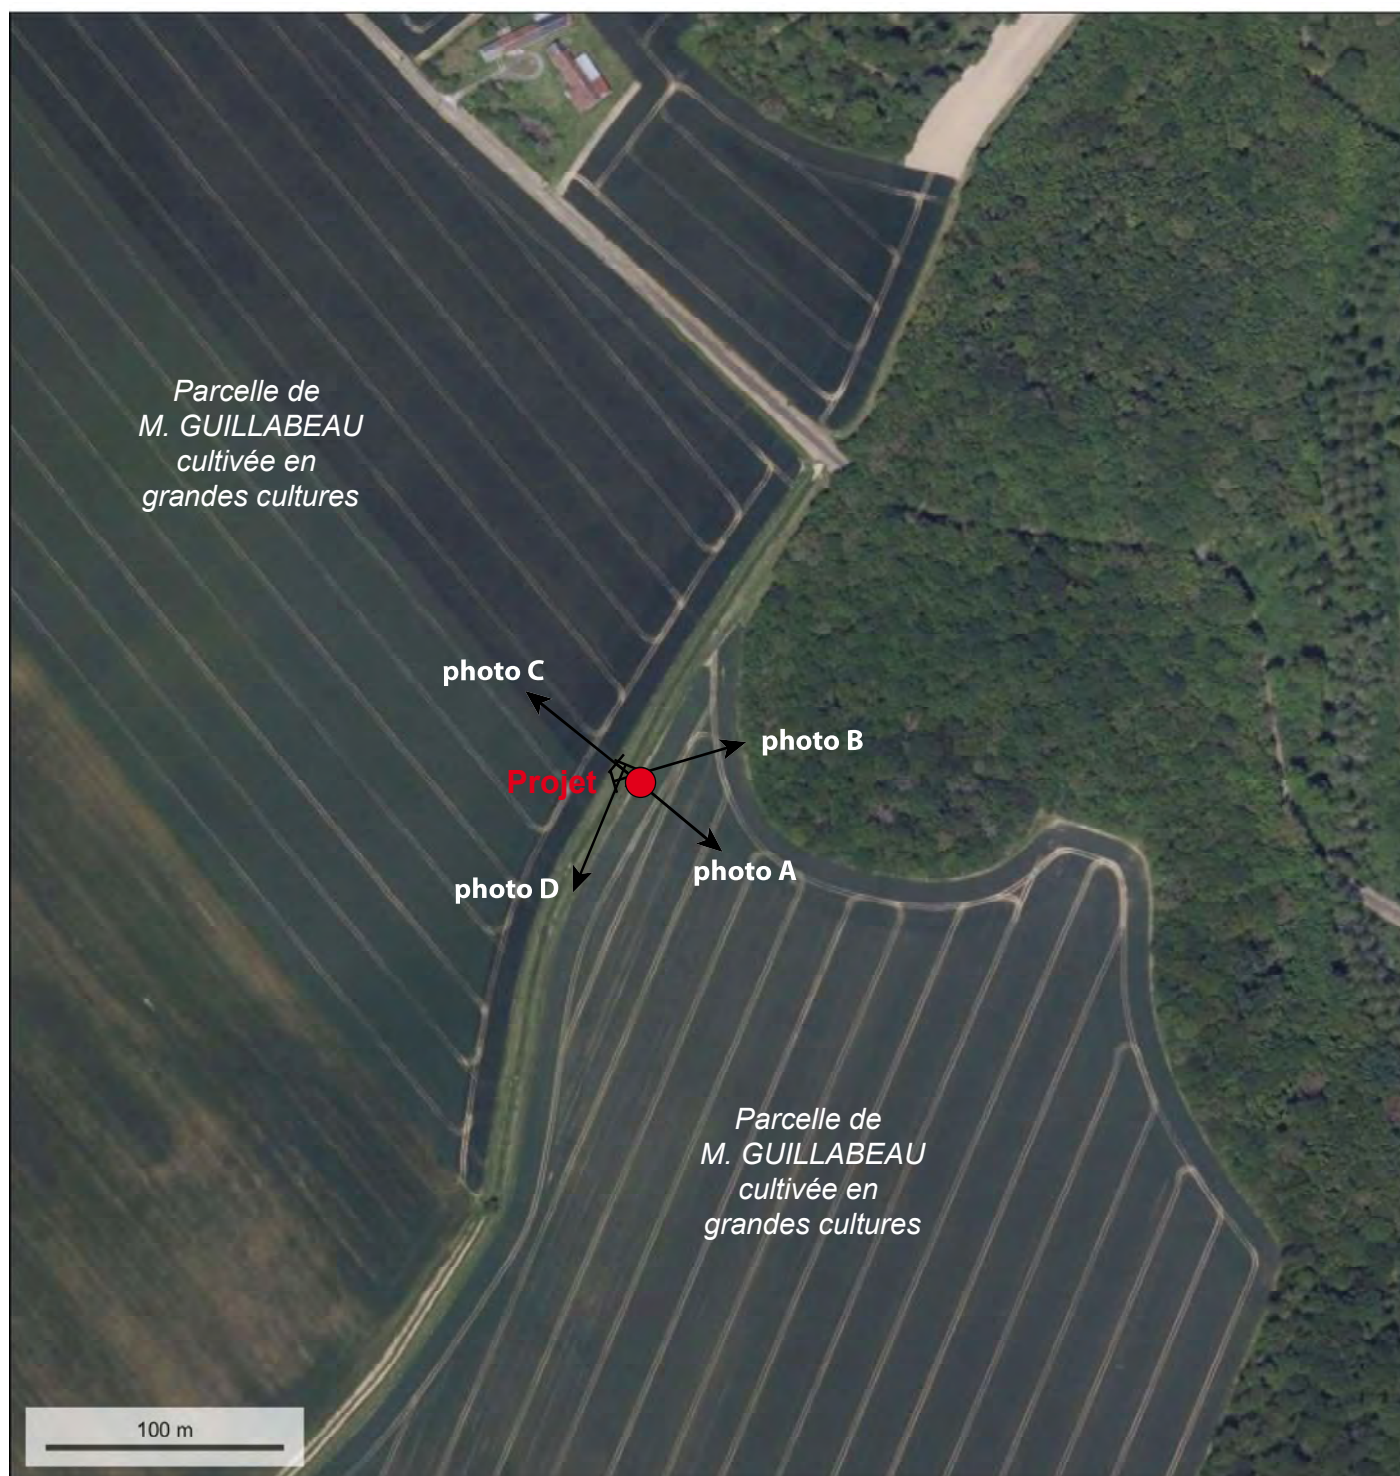 Parcelle de
M. GUILLABEAU
cultivée en
grandes cultures
photo C
photo B
Projet
photo A
photo D
Parcelle de
M. GUILLABEAU
cultivée en
grandes cultures
100 m